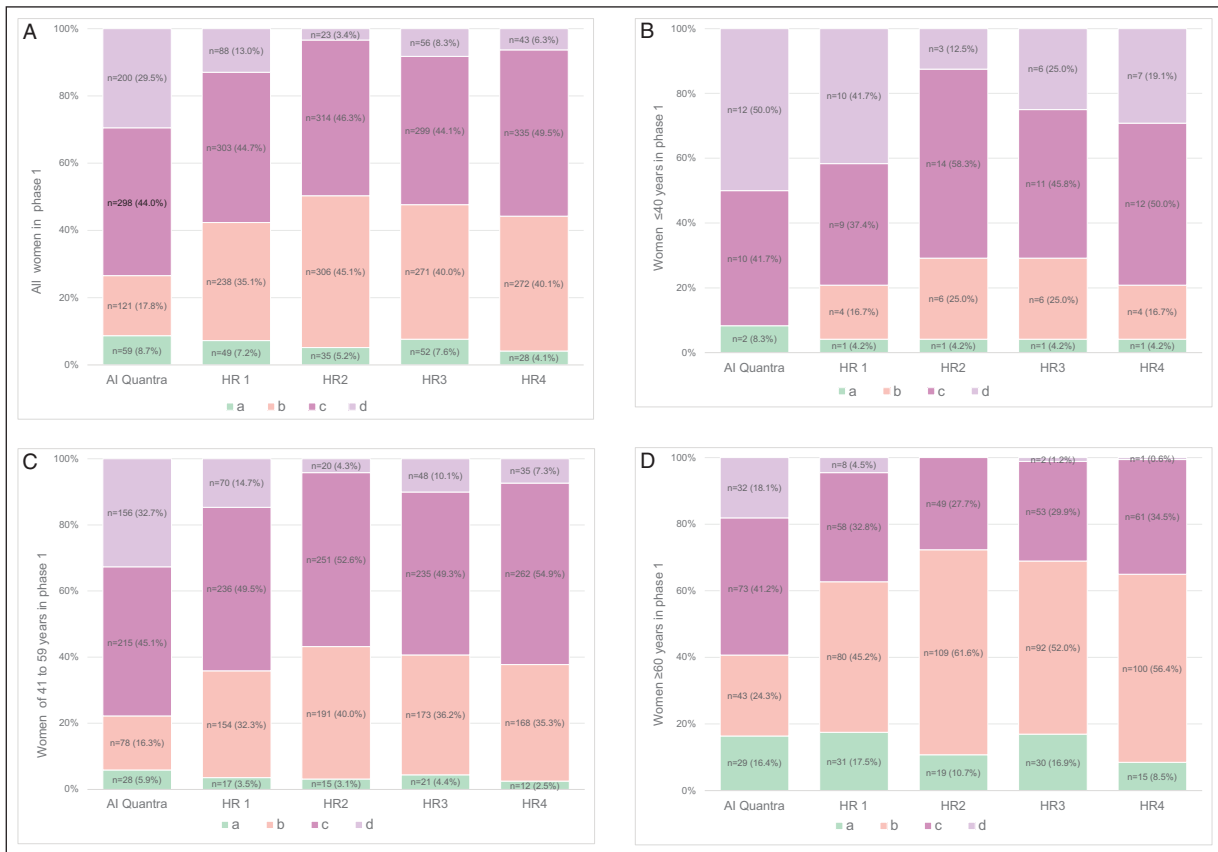 A
All women in phase 1
100%
80%
60%
40%
20%
0%
n=200 (29.5%)
n=298 (44.0%)
n=121 (17.8%)
n=59 (8.7%)
n=88 (13.0%)
n=303 (44.7%)
n=238 (35.1%)
n=49 (7.2%)
n=23 (3.4%)
n=314 (46.3%)
n=306 (45.1%)
n=35 (5.2%)
n=56 (8.3%)
n=299 (44.1%)
n=271 (40.0%)
n=52 (7.6%)
n=43 (6.3%)
n=335 (49.5%)
n=272 (40.1%)
n=28 (4.1%)
AI Quantra HR 1 HR2 HR3 HR4
a b c d
B
Women ≤40 years in phase 1
100%
80%
60%
40%
20%
0%
n=12 (50.0%)
n=10 (41.7%)
n=2 (8.3%)
n=10 (41.7%)
n=9 (37.4%)
n=4 (16.7%)
n=1 (4.2%)
n=3 (12.5%)
n=14 (58.3%)
n=6 (25.0%)
n=1 (4.2%)
n=6 (25.0%)
n=11 (45.8%)
n=6 (25.0%)
n=1 (4.2%)
n=7 (19.1%)
n=12 (50.0%)
n=4 (16.7%)
n=1 (4.2%)
AI Quantra HR 1 HR2 HR3 HR4
a b c d
C
Women of 41 to 59 years in phase 1
100%
80%
60%
40%
20%
0%
n=156 (32.7%)
n=215 (45.1%)
n=78 (16.3%)
n=28 (5.9%)
n=70 (14.7%)
n=236 (49.5%)
n=154 (32.3%)
n=17 (3.5%)
n=20 (4.3%)
n=251 (52.6%)
n=191 (40.0%)
n=15 (3.1%)
n=48 (10.1%)
n=235 (49.3%)
n=173 (36.2%)
n=21 (4.4%)
n=35 (7.3%)
n=262 (54.9%)
n=168 (35.3%)
n=12 (2.5%)
AI Quantra HR 1 HR2 HR3 HR4
a b c d
D
Women ≥60 years in phase 1
100%
80%
60%
40%
20%
0%
n=32 (18.1%)
n=73 (41.2%)
n=43 (24.3%)
n=29 (16.4%)
n=8 (4.5%)
n=58 (32.8%)
n=80 (45.2%)
n=31 (17.5%)
n=49 (27.7%)
n=109 (61.6%)
n=19 (10.7%)
n=2 (1.2%)
n=53 (29.9%)
n=92 (52.0%)
n=30 (16.9%)
n=1 (0.6%)
n=61 (34.5%)
n=100 (56.4%)
n=15 (8.5%)
AI Quantra HR 1 HR2 HR3 HR4
a b c d